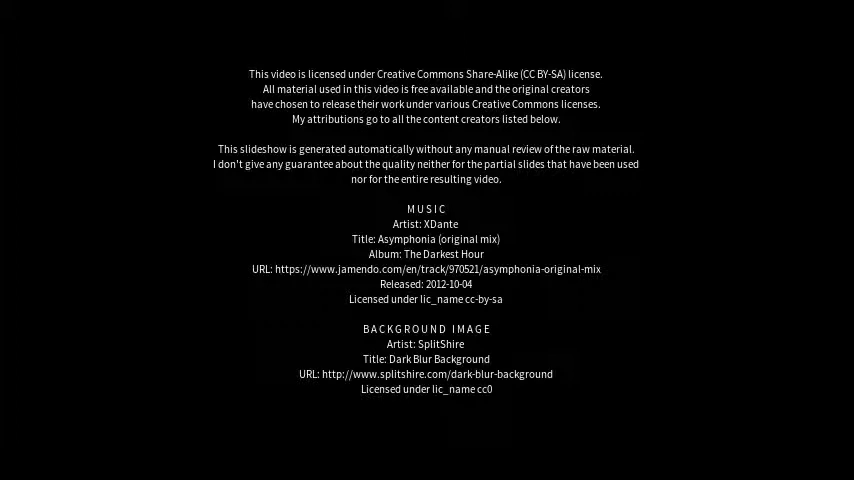 This video is licensed under Creative Commons Share-Alike (CC BY-SA) license.
All material used in this video is free available and the original creators
have chosen to release their work under various Creative Commons licenses.
My attributions go to all the content creators listed below.
This slideshow is generated automatically without any manual review of the raw material.
I don't give any guarantee about the quality neither for the partial slides that have been used
nor for the entire resulting video.
MUSIC
Artist: XDante
Title: Asymphonia (original mix)
Album: The Darkest Hour
URL: https://www.jamendo.com/en/track/970521/asymphonia-original-mix
Released: 2012-10-04
Licensed under lic_name cc-by-sa
BACKGROUND IMAGE
Artist: SplitShire
Title: Dark Blur Background
URL: http://www.splitshire.com/dark-blur-background
Licensed under lic_name cc0